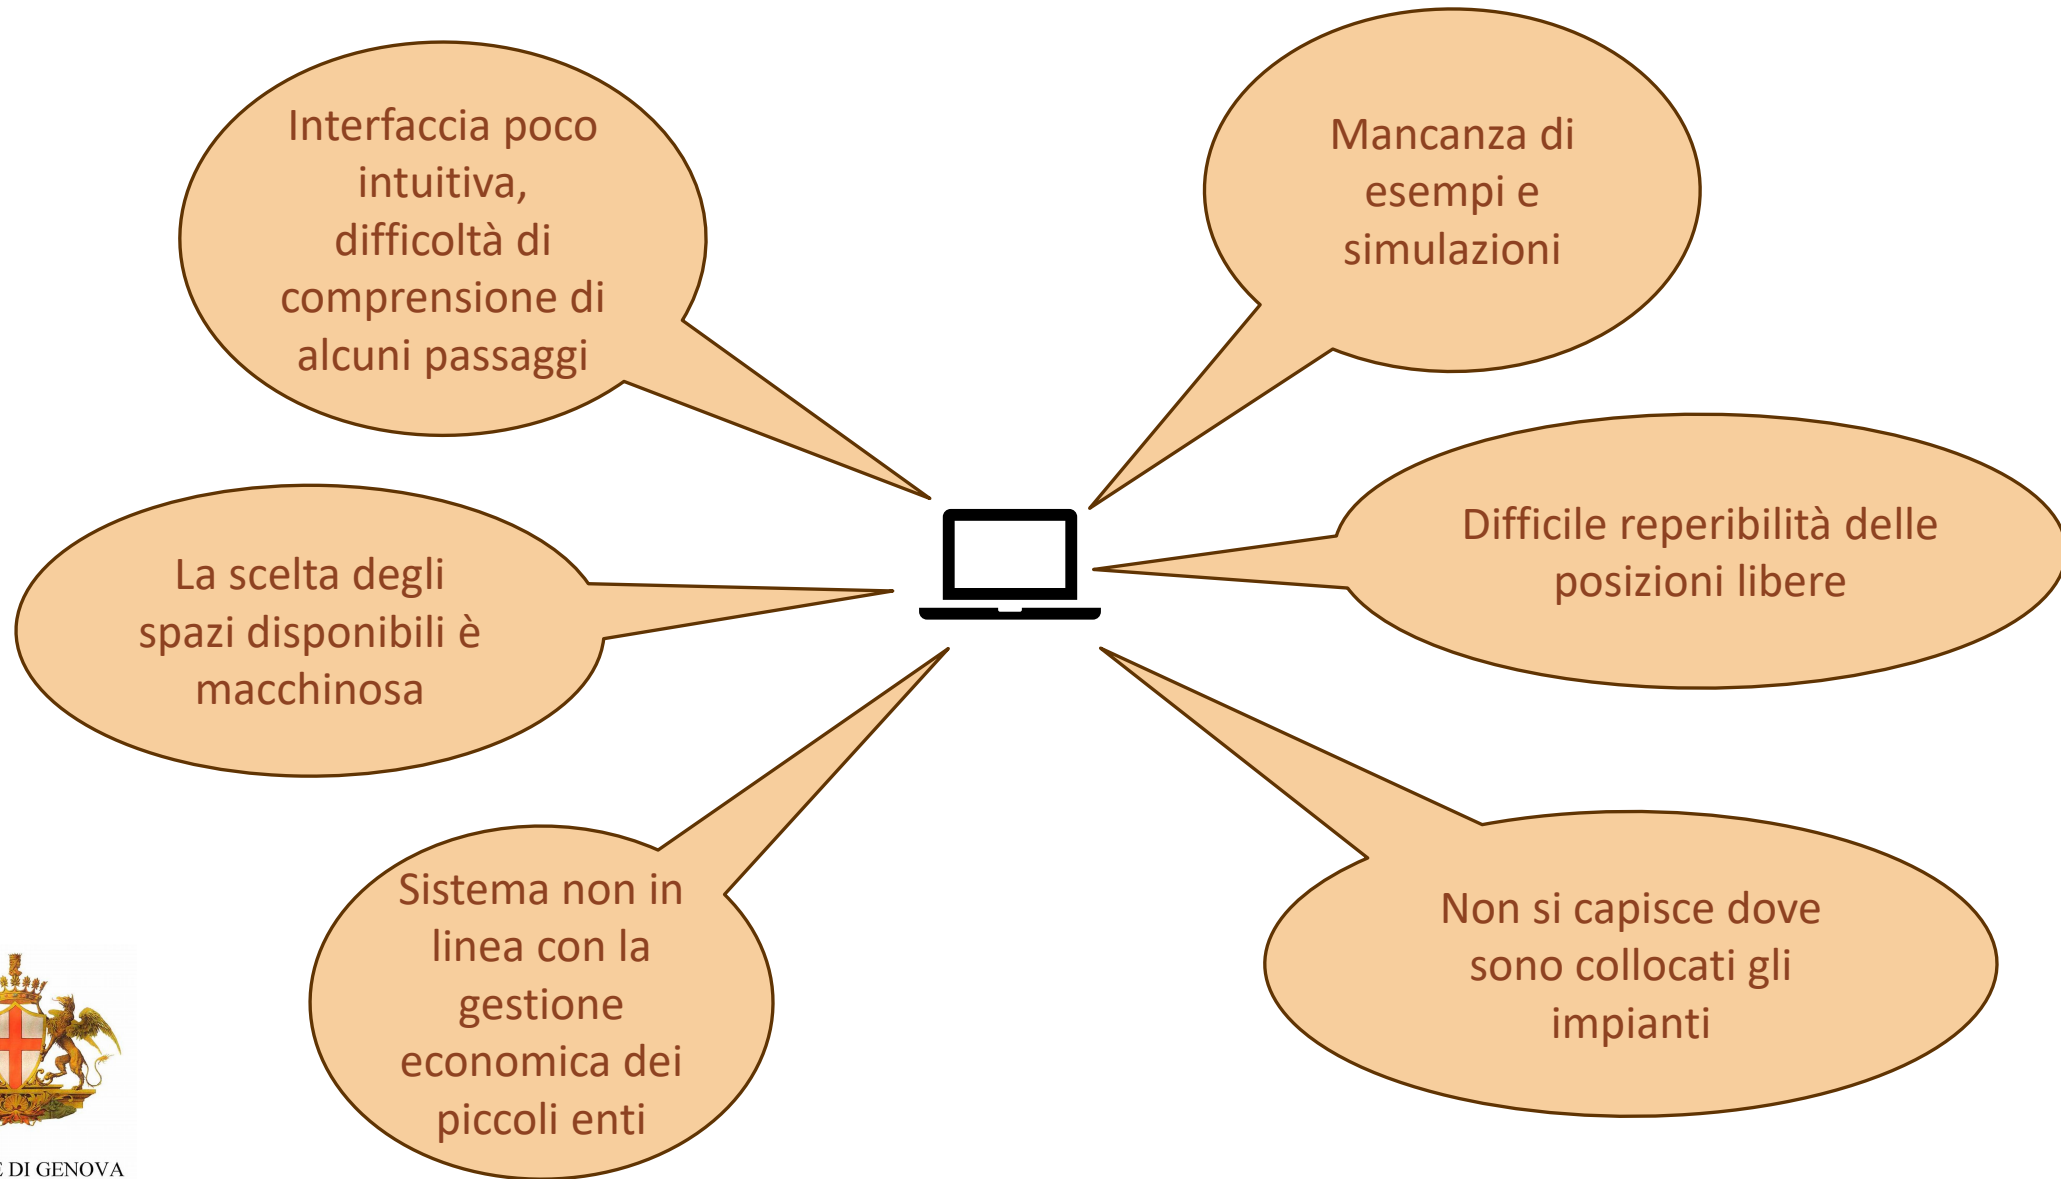 Interfaccia poco
intuitiva,
difficoltà di
comprensione di
alcuni passaggi
Mancanza di
esempi e
simulazioni
La scelta degli
spazi disponibili è
macchinosa
Difficile reperibilità delle
posizioni libere
Sistema non in
linea con la
gestione
economica dei
piccoli enti
Non si capisce dove
sono collocati gli
impianti
E DI GENOVA